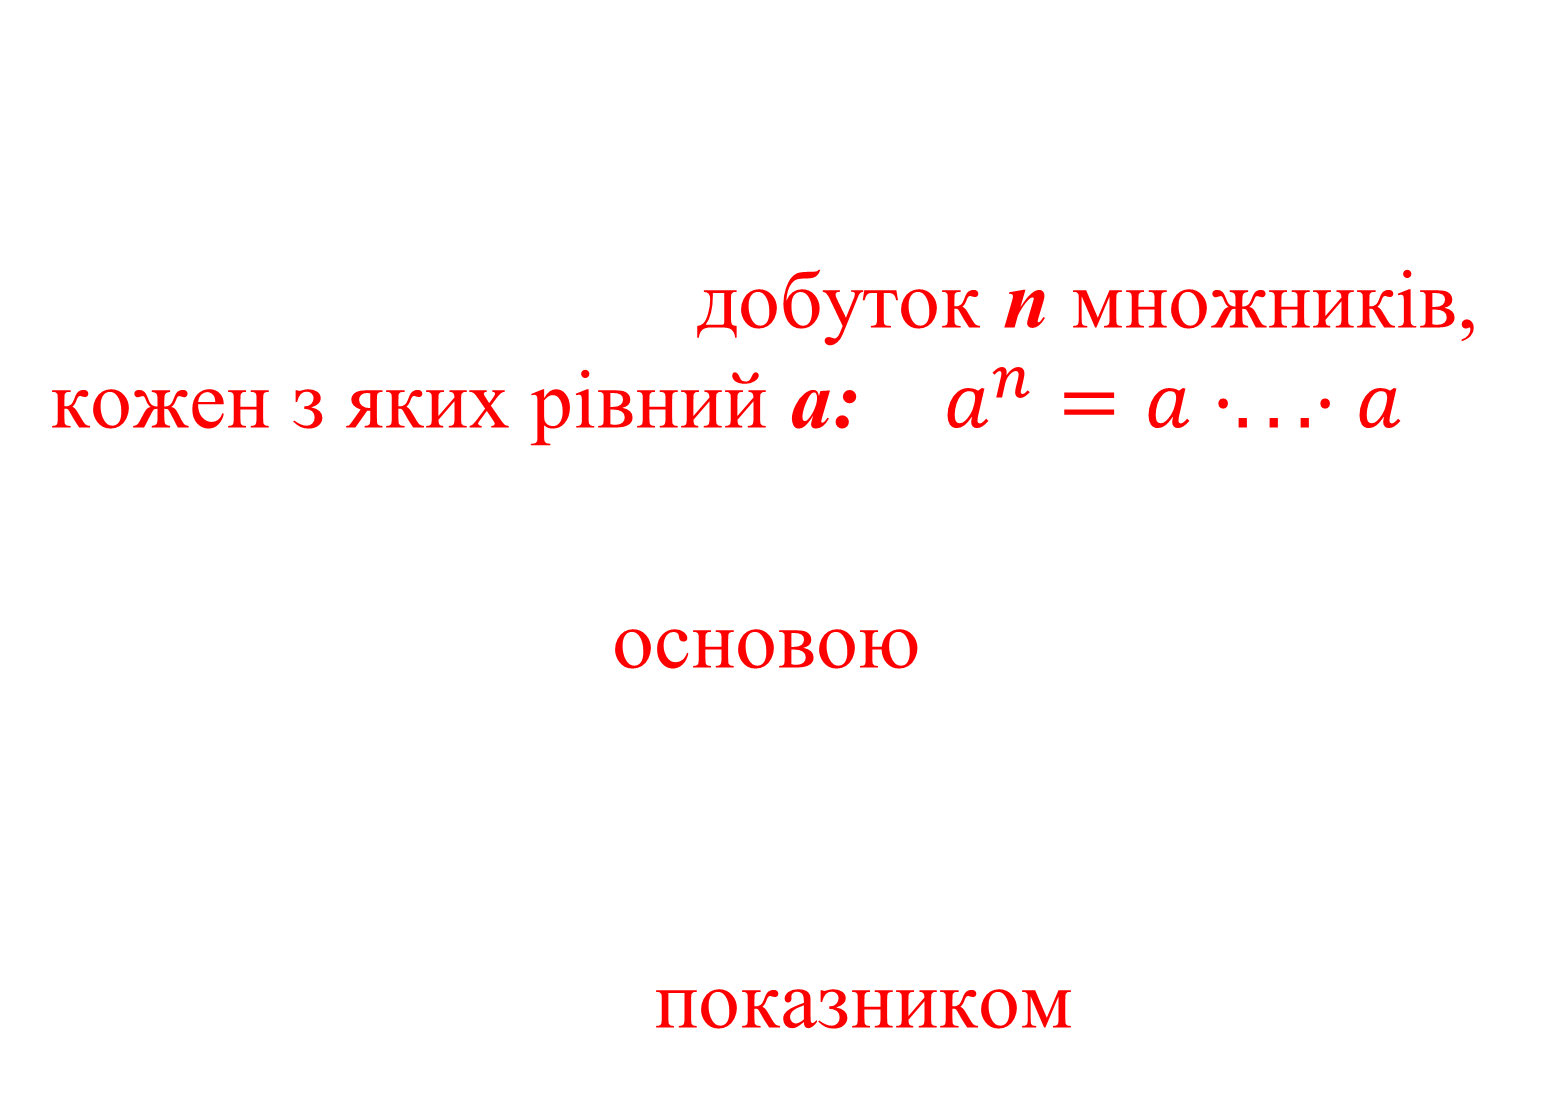 добуток n множників,
кожен з яких рівний a: aⁿ = a ·…· a
основою
показником